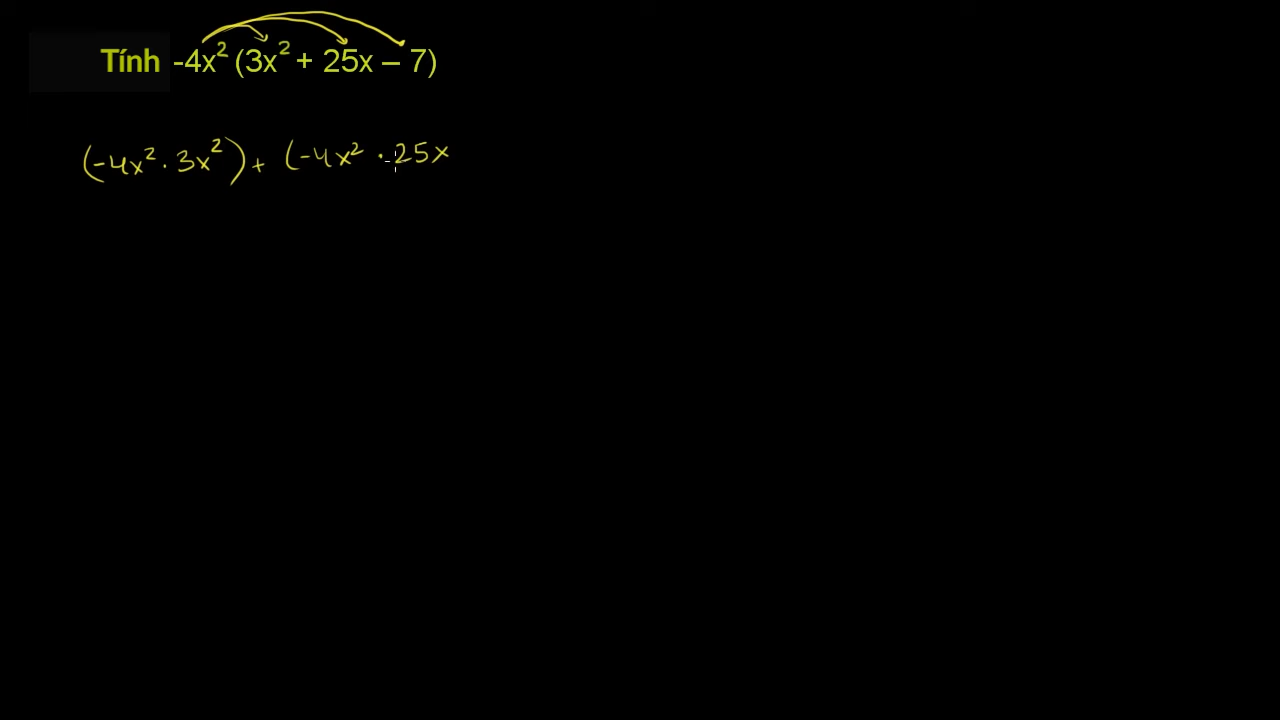 Tính -4x² (3x² + 25x – 7)
(-4x² · 3x²) + (-4x² · 25x